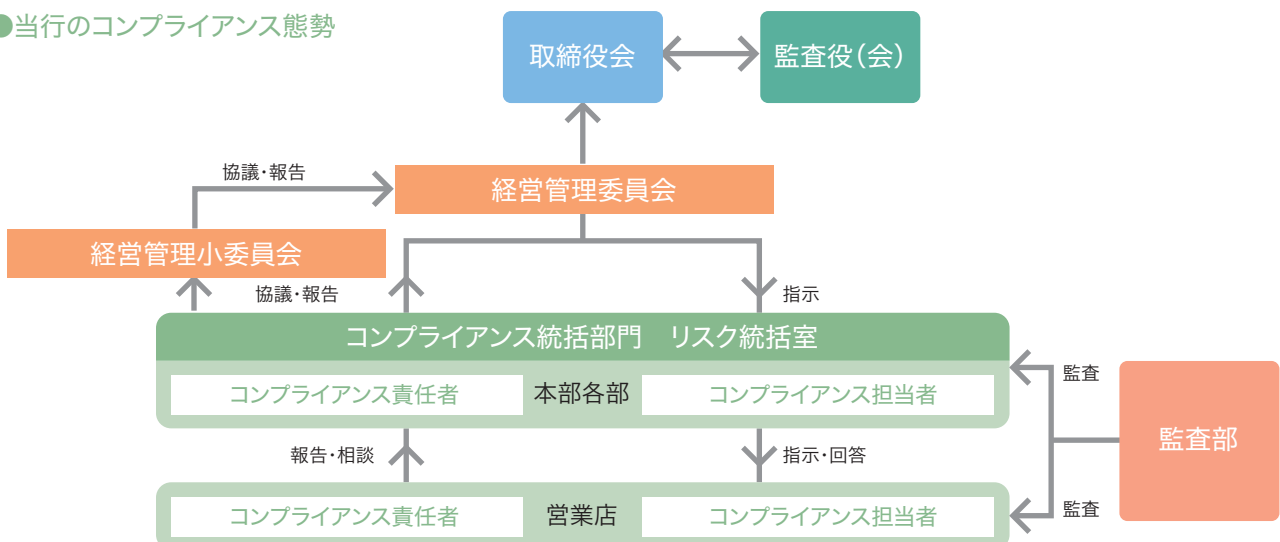 ●当行のコンプライアンス態勢
取締役会
監査役（会）
協議・報告
経営管理委員会
経営管理小委員会
協議・報告
指示
コンプライアンス統括部門　リスク統括室
コンプライアンス責任者
本部各部
コンプライアンス担当者
監査
監査部
報告・相談
指示・回答
コンプライアンス責任者
営業店
コンプライアンス担当者
監査